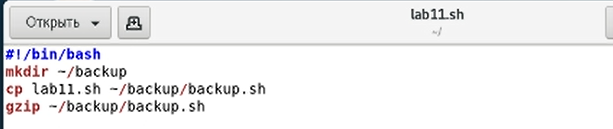 Открыть
lab11.sh
~/
#!/bin/bash
mkdir ~/backup
cp lab11.sh ~/backup/backup.sh
gzip ~/backup/backup.sh